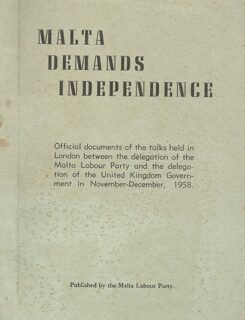 MALTA
DEMANDS
INDEPENDENCE
Official documents of the talks held in
London between the delegation of the
Malta Labour Party and the delega-
tion of the United Kingdom Govern-
ment in November-December, 1958.
Published by the Malta Labour Party.